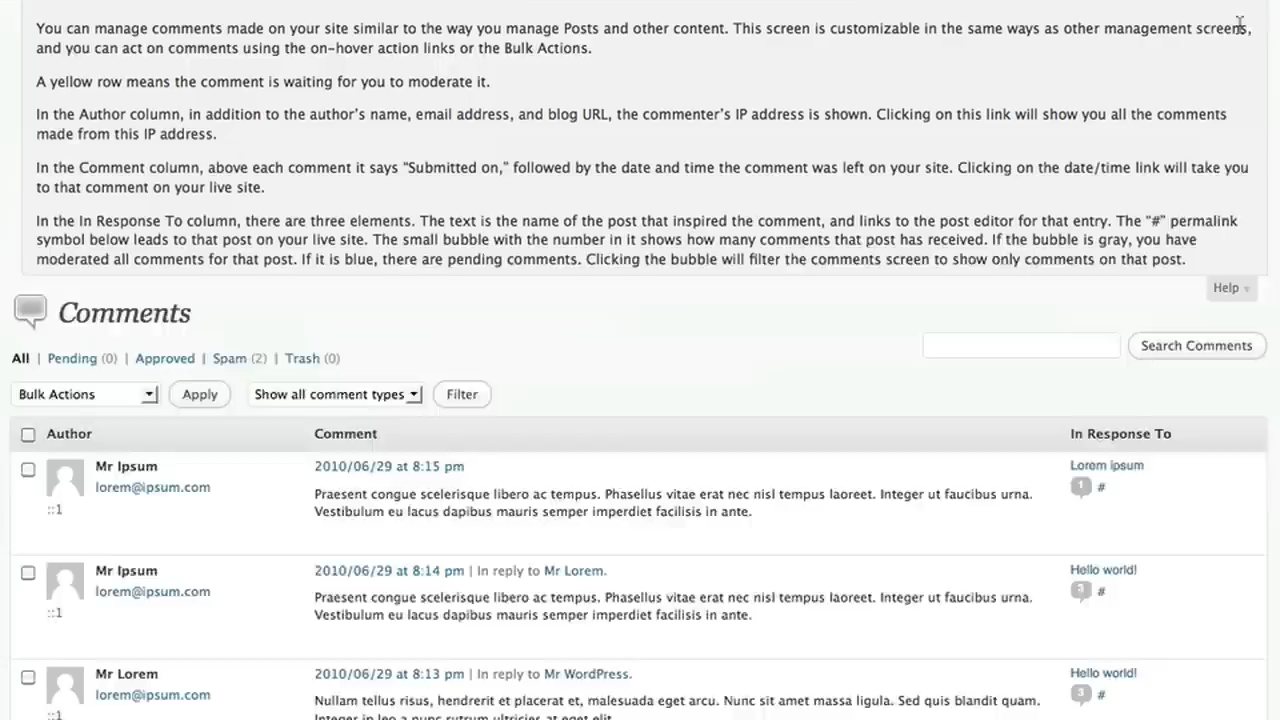 You can manage comments made on your site similar to the way you manage Posts and other content. This screen is customizable in the same ways as other management screens,
and you can act on comments using the on-hover action links or the Bulk Actions.
A yellow row means the comment is waiting for you to moderate it.
In the Author column, in addition to the author's name, email address, and blog URL, the commenter's IP address is shown. Clicking on this link will show you all the comments
made from this IP address.
In the Comment column, above each comment it says “Submitted on,” followed by the date and time the comment was left on your site. Clicking on the date/time link will take you
to that comment on your live site.
In the In Response To column, there are three elements. The text is the name of the post that inspired the comment, and links to the post editor for that entry. The “#” permalink
symbol below leads to that post on your live site. The small bubble with the number in it shows how many comments that post has received. If the bubble is gray, you have
moderated all comments for that post. If it is blue, there are pending comments. Clicking the bubble will filter the comments screen to show only comments on that post.
Help
Comments
All | Pending (0) | Approved | Spam (2) | Trash (0)
Search Comments
Bulk Actions Apply Show all comment types Filter
Author Comment In Response To
Mr Ipsum 2010/06/29 at 8:15 pm Lorem ipsum
lorem@ipsum.com Praesent congue scelerisque libero ac tempus. Phasellus vitae erat nec nisl tempus laoreet. Integer ut faucibus urna. 1 #
::1 Vestibulum eu lacus dapibus mauris semper imperdiet facilisis in ante.
Mr Ipsum 2010/06/29 at 8:14 pm | In reply to Mr Lorem. Hello world!
lorem@ipsum.com Praesent congue scelerisque libero ac tempus. Phasellus vitae erat nec nisl tempus laoreet. Integer ut faucibus urna. 3 #
::1 Vestibulum eu lacus dapibus mauris semper imperdiet facilisis in ante.
Mr Lorem 2010/06/29 at 8:13 pm | In reply to Mr WordPress. Hello world!
lorem@ipsum.com Nullam tellus risus, hendrerit et placerat et, malesuada eget arcu. Nunc sit amet massa ligula. Sed quis blandit quam. 3 #
::1 Integer in leo a nunc rutrum ultricies at eget elit.